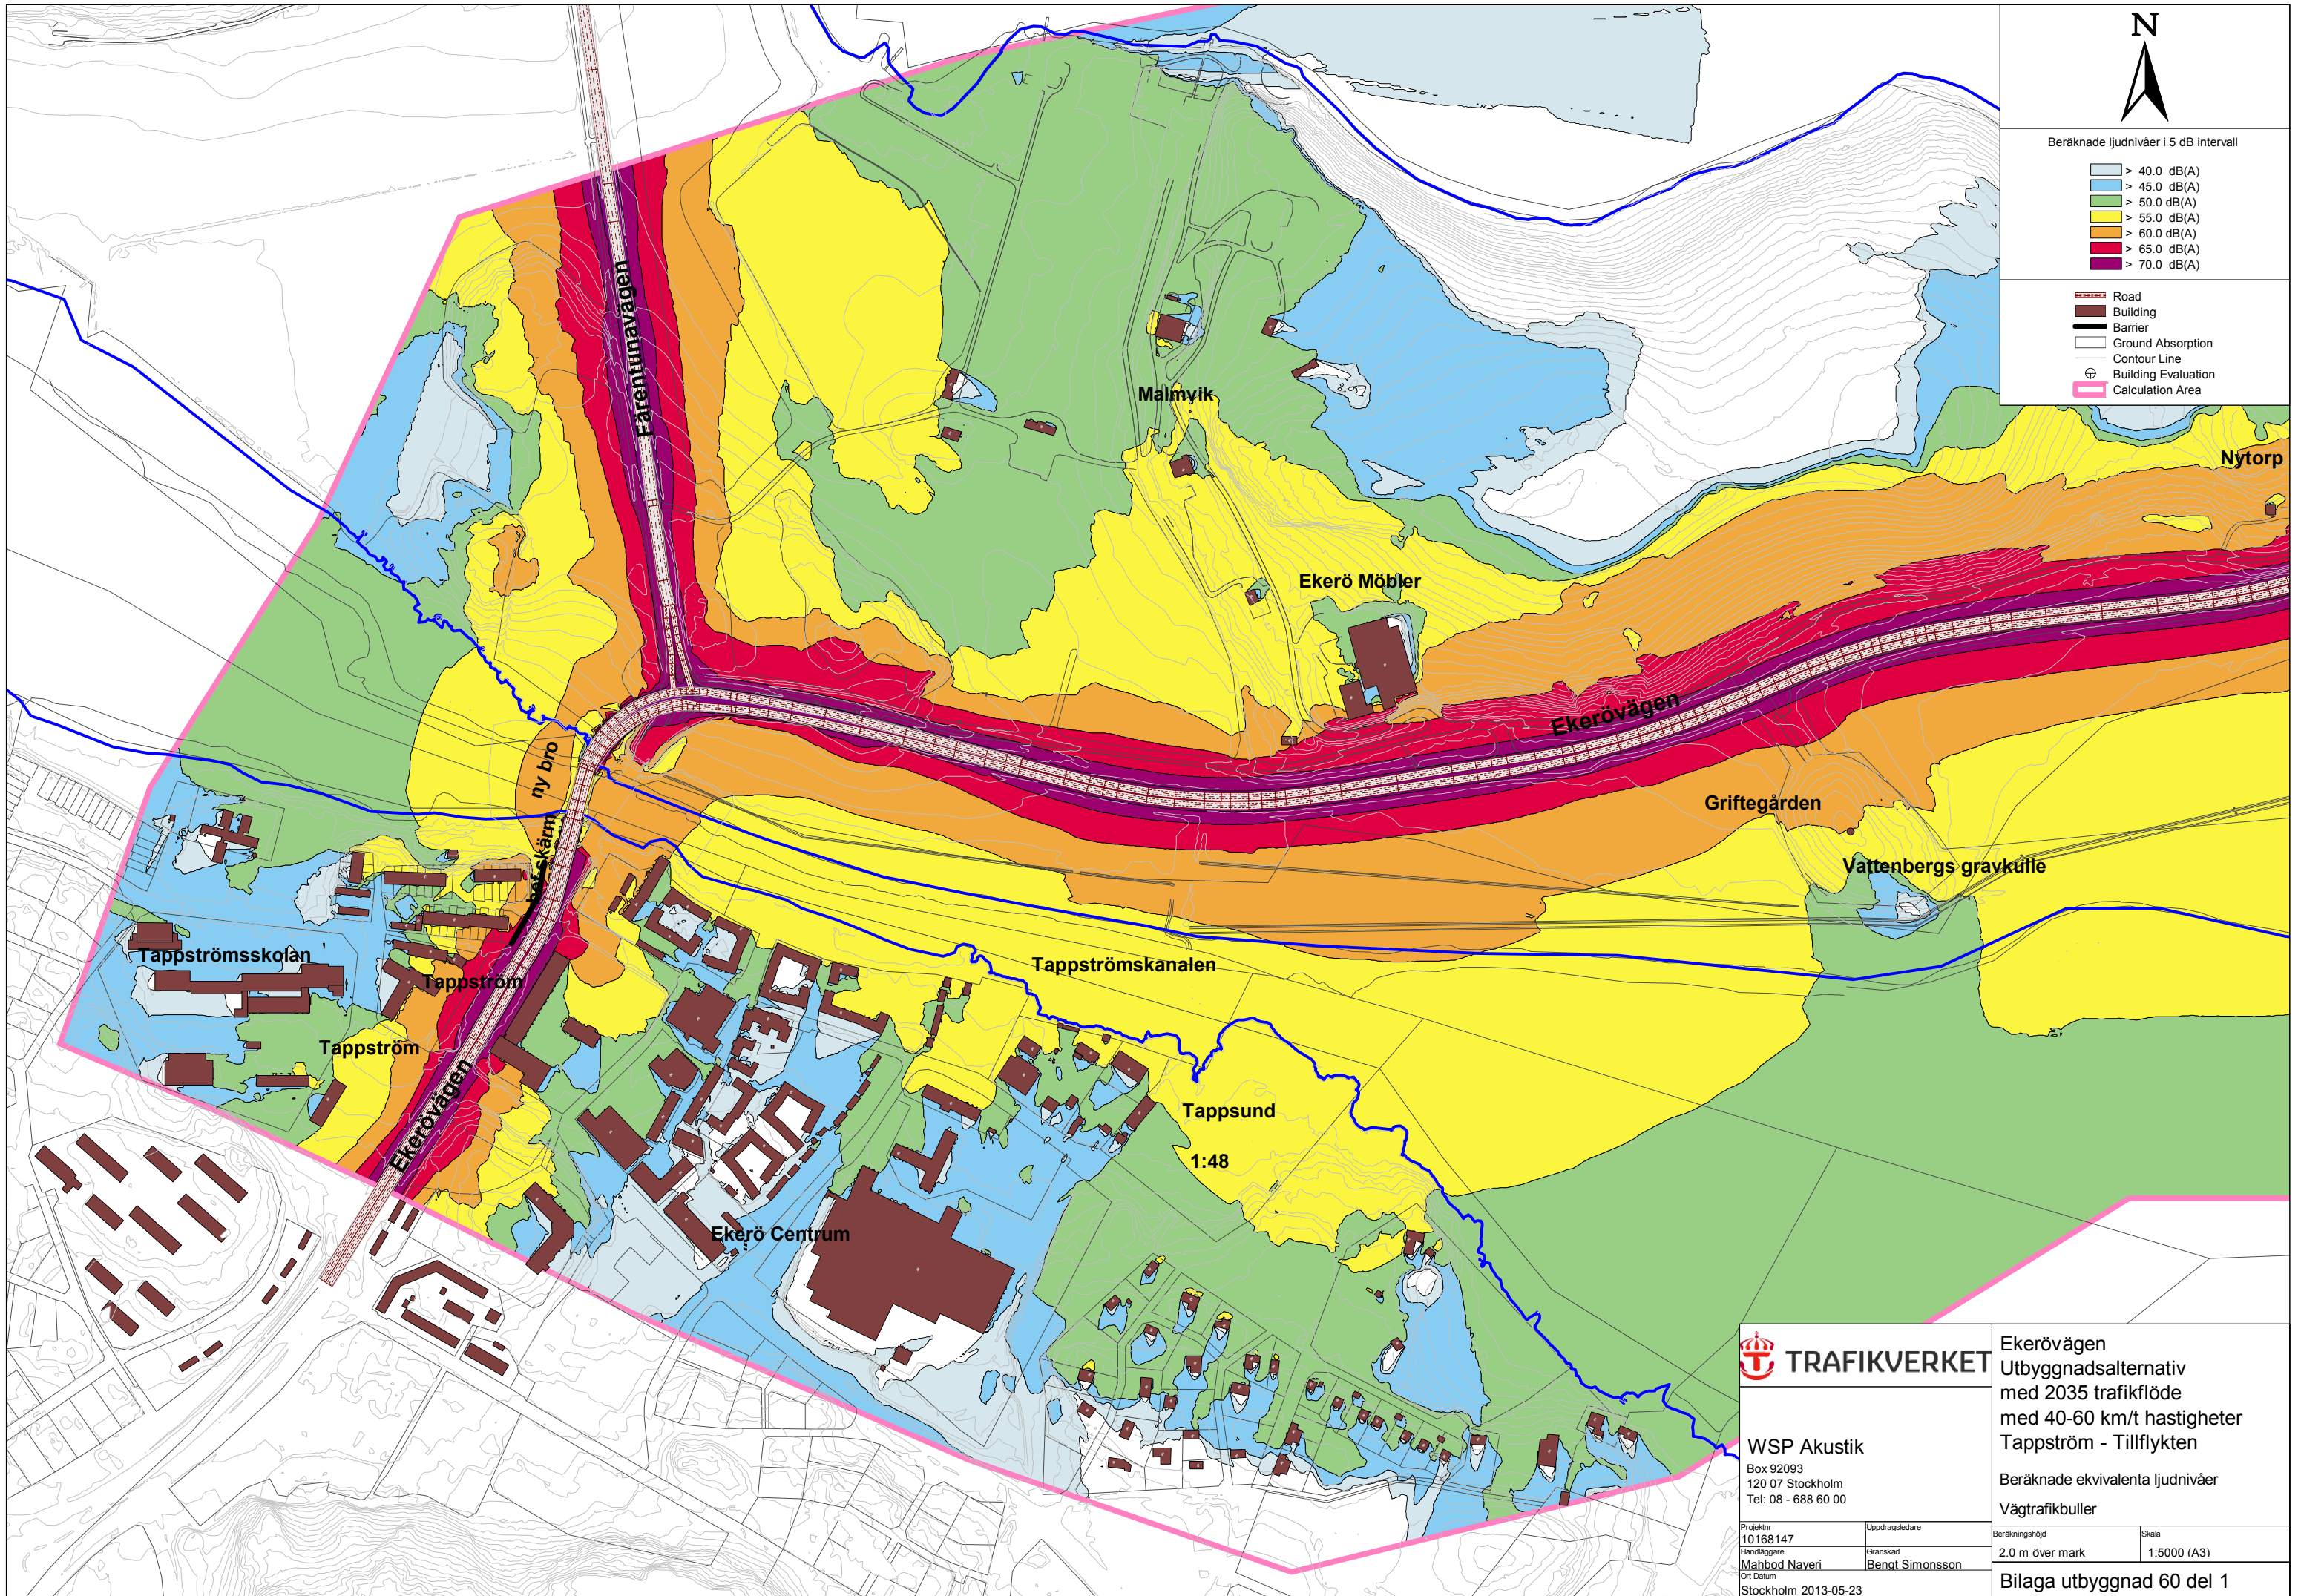 N
Beräknade ljudnivåer i 5 dB intervall
> 40.0 dB(A)
> 45.0 dB(A)
> 50.0 dB(A)
> 55.0 dB(A)
> 60.0 dB(A)
> 65.0 dB(A)
> 70.0 dB(A)
Road
Building
Barrier
Ground Absorption
Contour Line
Building Evaluation
Calculation Area
Färentunavägen
Malmvik
Nytorp
Ekerö Möbler
Ekerövägen
ny bro
Griftegården
bef skärm
Vattenbergs gravkulle
Tappströmsskolan
Tappström
Tappströmskanalen
Tappström
Ekerövägen
Tappsund
1:48
Ekerö Centrum
TRAFIKVERKET
WSP Akustik
Box 92093
120 07 Stockholm
Tel: 08 - 688 60 00
Projektnr
10168147
Uppdragsledare
Handläggare
Mahbod Nayeri
Granskad
Bengt Simonsson
Ort Datum
Stockholm 2013-05-23
Ekerövägen
Utbyggnadsalternativ
med 2035 trafikflöde
med 40-60 km/t hastigheter
Tappström - Tillflykten
Beräknade ekvivalenta ljudnivåer
Vägtrafikbuller
Beräkningshöjd
2.0 m över mark
Skala
1:5000 (A3)
Bilaga utbyggnad 60 del 1